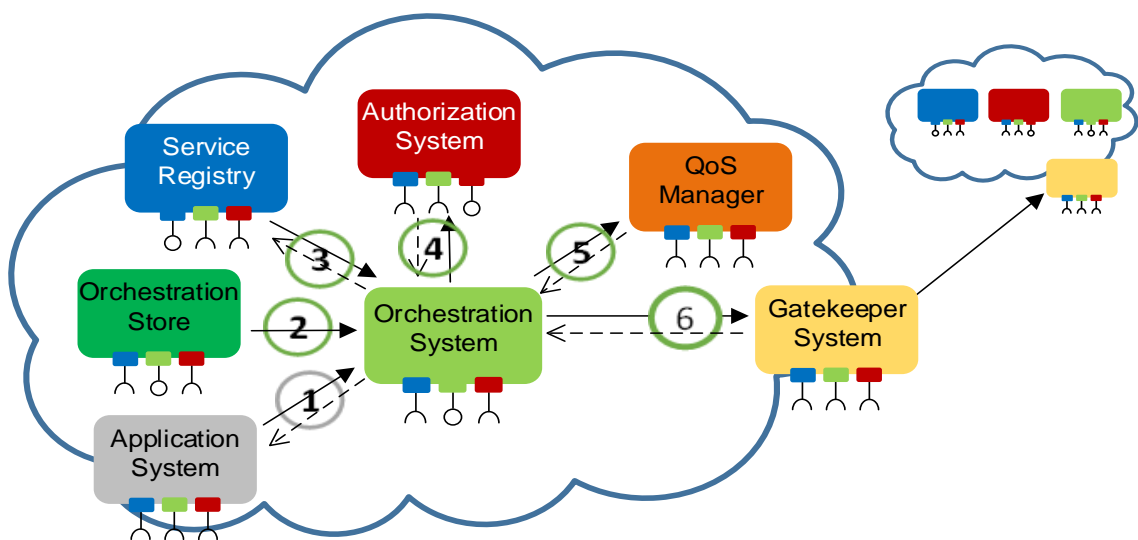 Authorization
System
Service
Registry
QoS
Manager
4
5
3
Orchestration
Store
2
Orchestration
System
6
Gatekeeper
System
1
Application
System